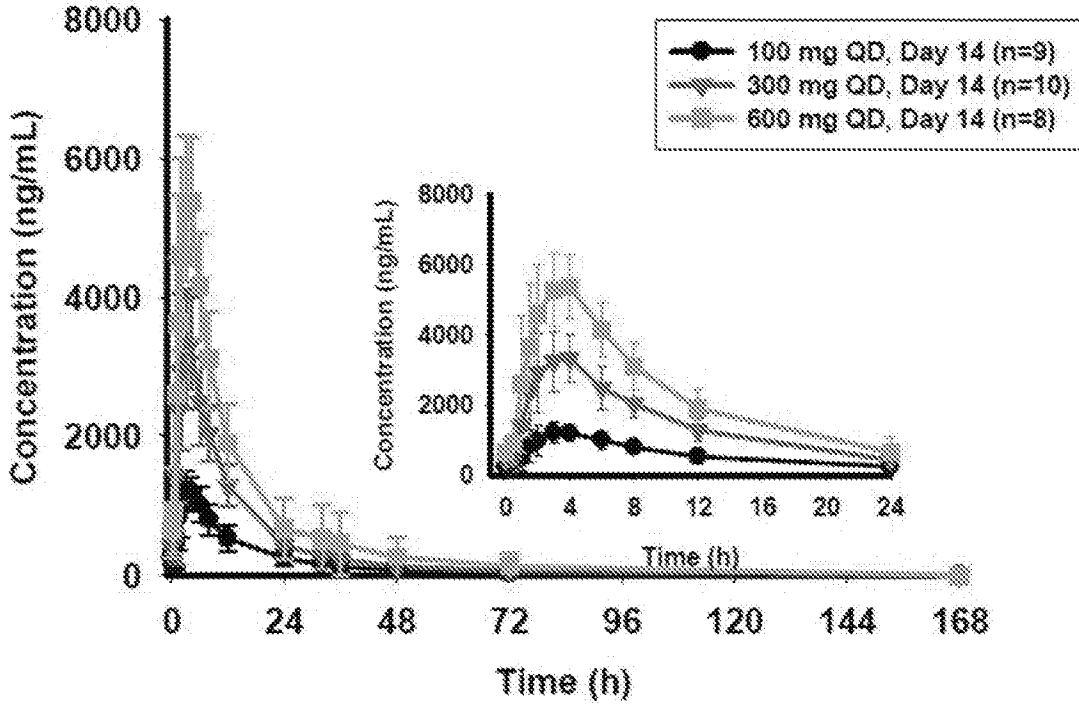 8000
6000
4000
2000
0
Concentration (ng/mL)
0 24 48 72 96 120 144 168
Time (h)
100 mg QD, Day 14 (n=9)
300 mg QD, Day 14 (n=10)
600 mg QD, Day 14 (n=8)
8000
6000
4000
2000
0
Concentration (ng/mL)
0 4 8 12 16 20 24
Time (h)